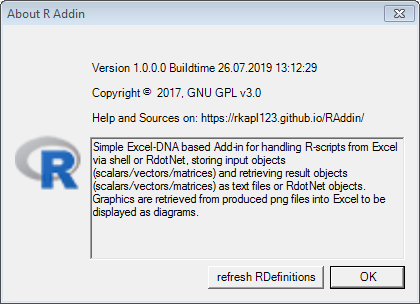 About R Addin
Version 1.0.0.0 Buildtime 26.07.2019 13:12:29
Copyright © 2017, GNU GPL v3.0
Help and Sources on: https://rkapl123.github.io/RAddin/
R
Simple Excel-DNA based Add-in for handling R-scripts from Excel
via shell or RdotNet, storing input objects
(scalars/vectors/matrices) and retrieving result objects
(scalars/vectors/matrices) as text files or RdotNet objects.
Graphics are retrieved from produced png files into Excel to be
displayed as diagrams.
refresh RDefinitions
OK